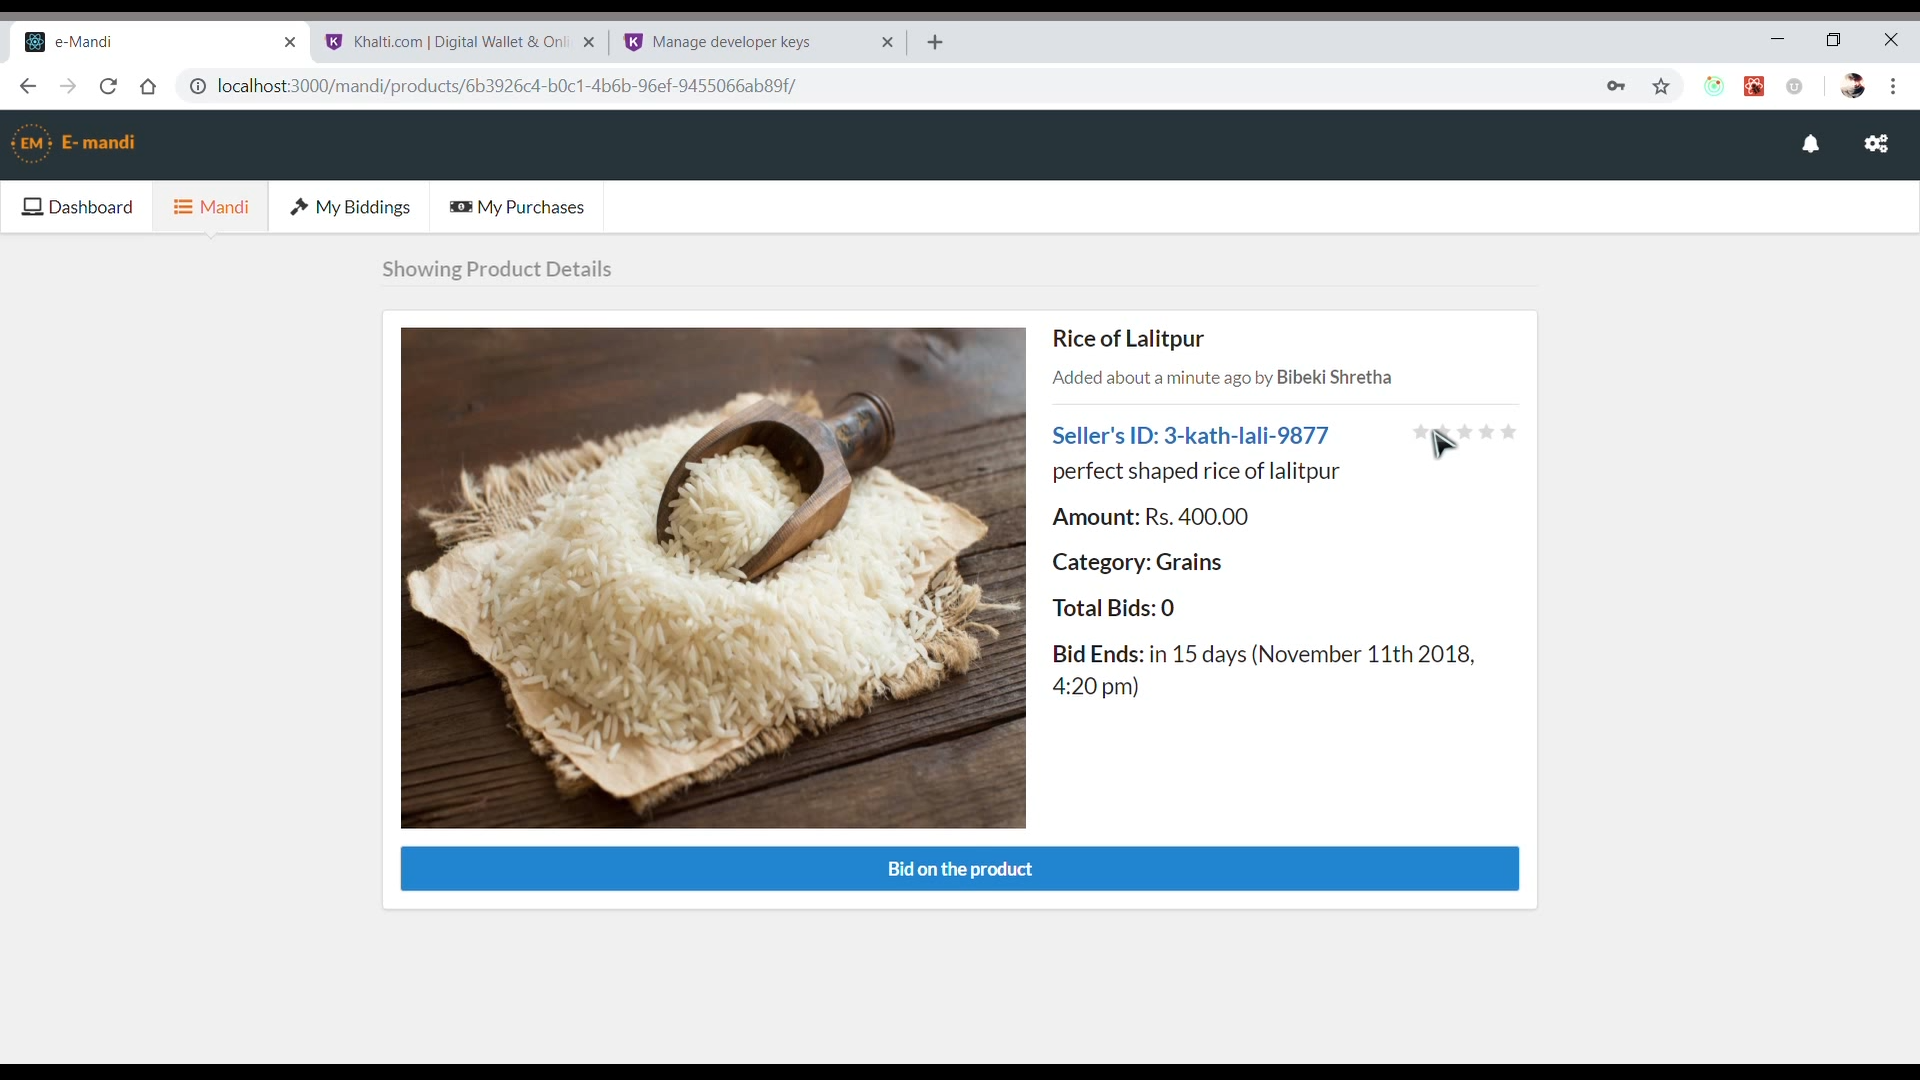 e-Mandi
Khalti.com | Digital Wallet & Onli
Manage developer keys
localhost:3000/mandi/products/6b3926c4-b0c1-4b6b-96ef-9455066ab89f/
EM
E- mandi
Dashboard
Mandi
My Biddings
My Purchases
Showing Product Details
Rice of Lalitpur
Added about a minute ago by Bibeki Shretha
Seller's ID: 3-kath-lali-9877
perfect shaped rice of lalitpur
Amount: Rs. 400.00
Category: Grains
Total Bids: 0
Bid Ends: in 15 days (November 11th 2018,
4:20 pm)
Bid on the product